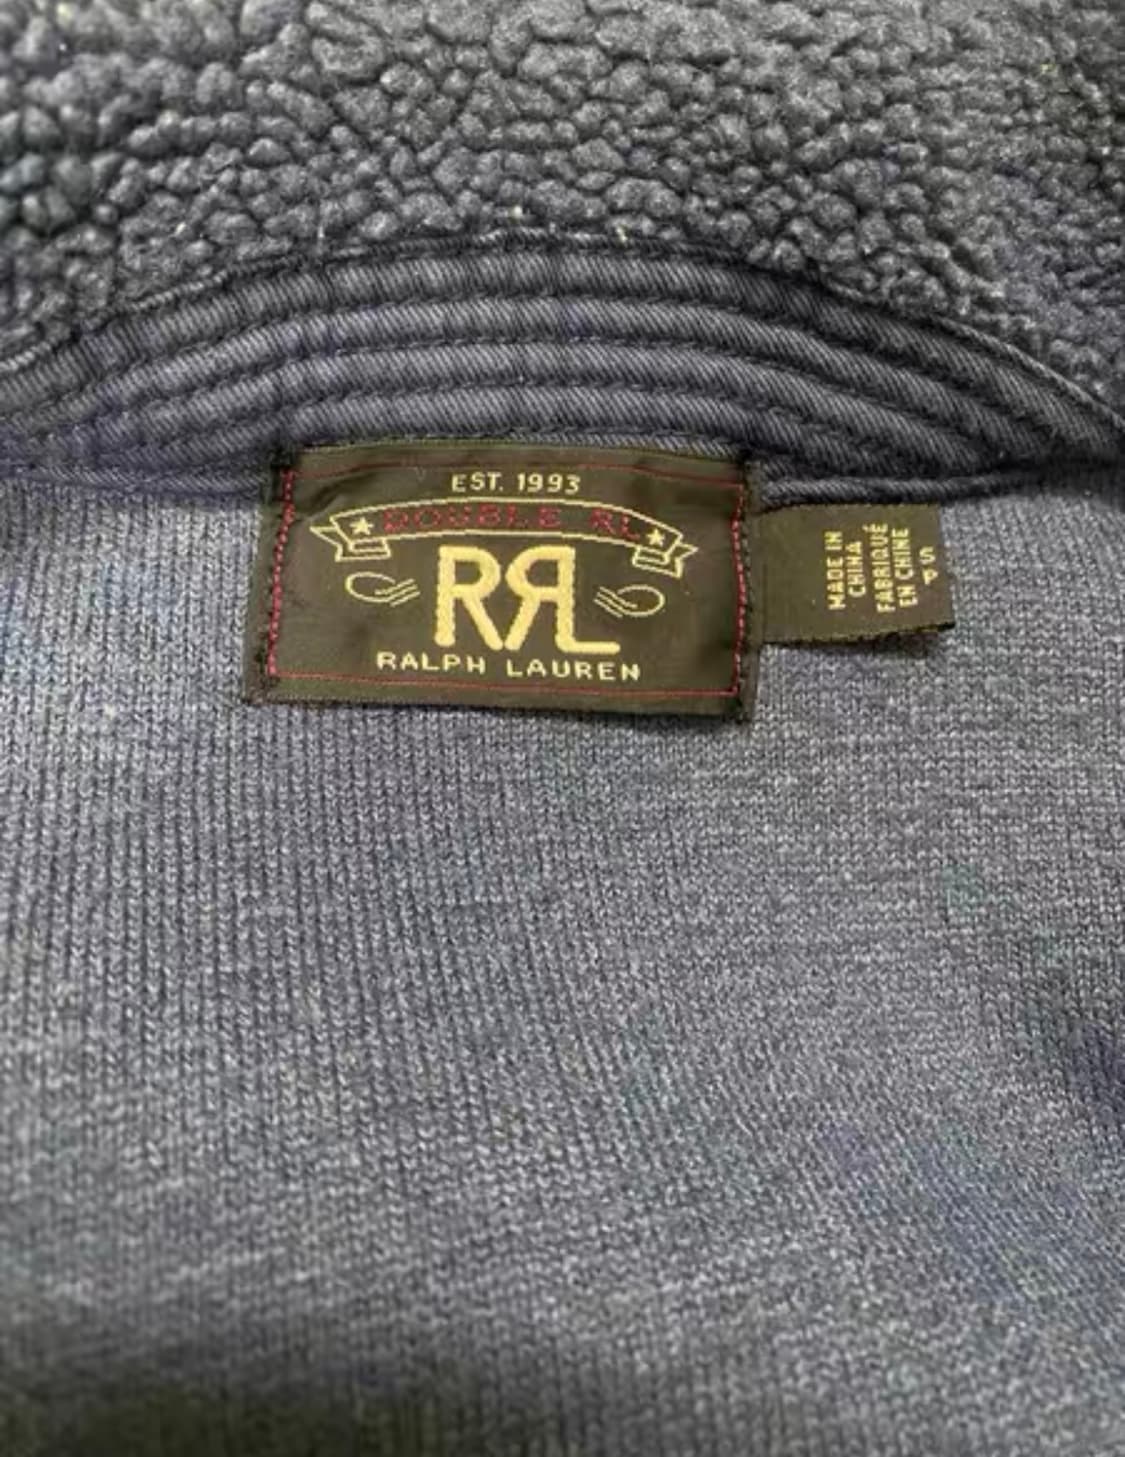 EST. 1993
DOUBLE RL
RRL
RALPH LAUREN
MADE IN
CHINA
FABRIQUÉ
EN CHINE
S
P